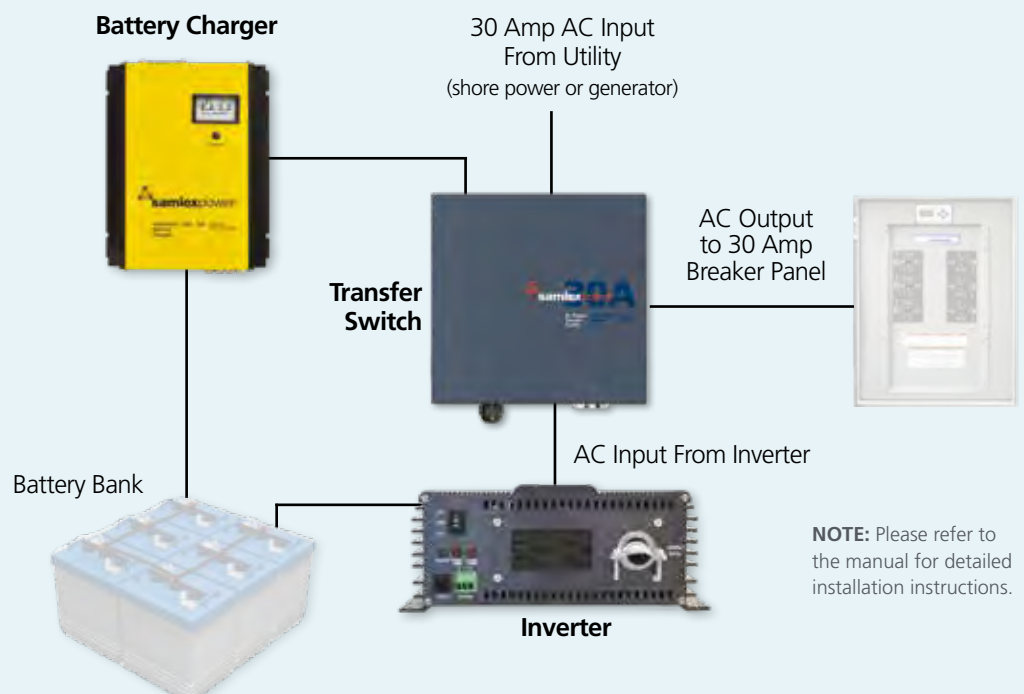 Battery Charger
30 Amp AC Input
From Utility
(shore power or generator)
samlexpower
Transfer
Switch
samlexpower
30A
AC Output
to 30 Amp
Breaker Panel
AC Input From Inverter
Battery Bank
Inverter
NOTE: Please refer to
the manual for detailed
installation instructions.